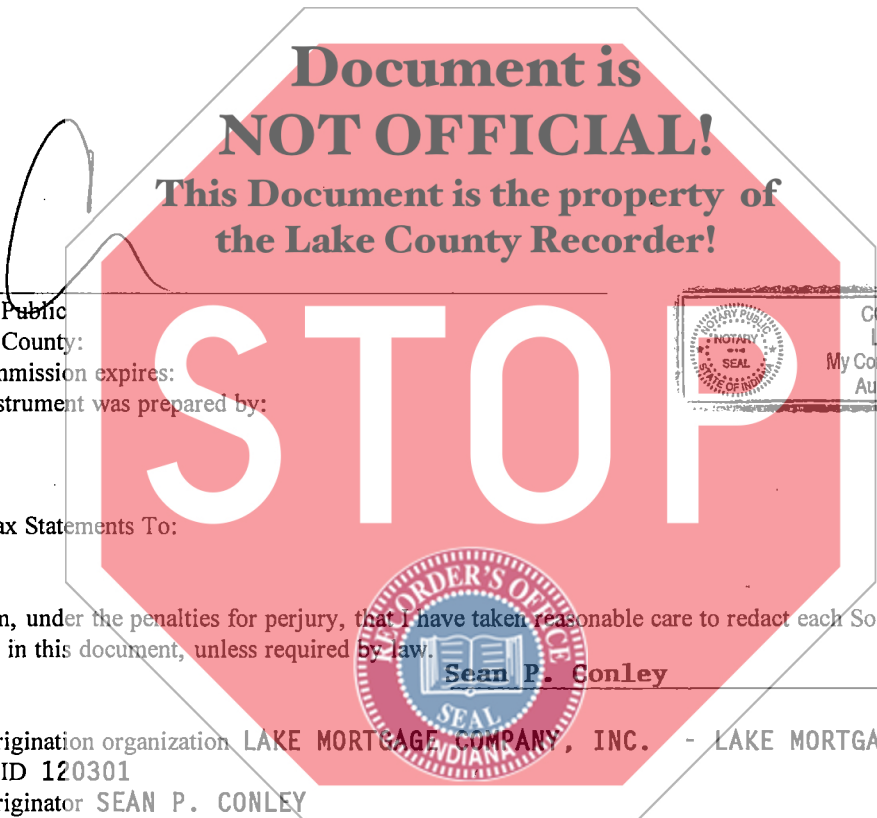 Document is
NOT OFFICIAL!
This Document is the property of
the Lake County Recorder!
Public
County:
mmission expires:
strument was prepared by:
NOTARY PUBLIC
NOTARY
SEAL
STATE OF INDIANA
CO
L
My Co
Au
STOP
ax Statements To:
m, under the penalties for perjury, that I have taken reasonable care to redact each So
in this document, unless required by law.
Sean P. Conley
RECORDER'S OFFICE
SEAL
INDIANA
rigination organization LAKE MORTGAGE COMPANY, INC. - LAKE MORTGA
ID 120301
riginator SEAN P. CONLEY